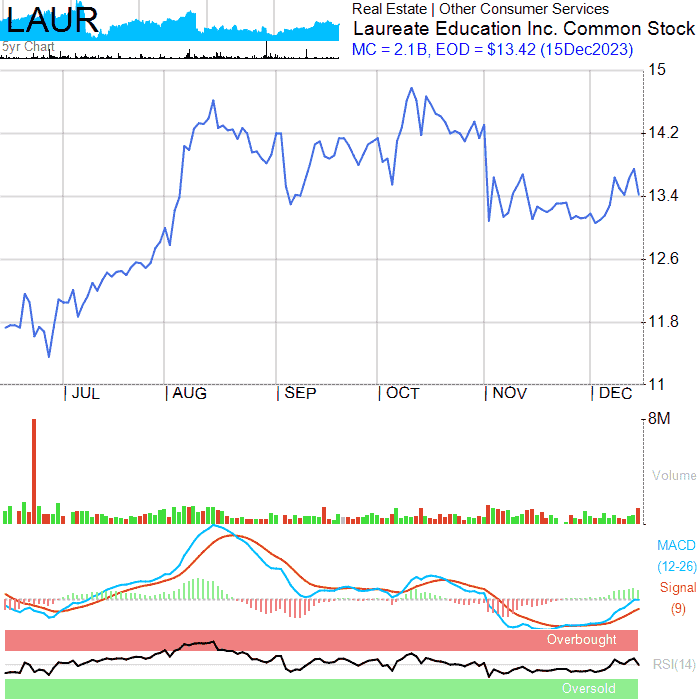 LAUR
5yr Chart
Real Estate | Other Consumer Services
Laureate Education Inc. Common Stock
MC = 2.1B, EOD = $13.42 (15Dec2023)
15
14.2
13.4
12.6
11.8
11
JUL AUG SEP OCT NOV DEC
8M
Volume
MACD
(12-26)
Signal
(9)
Overbought
RSI(14)
Oversold